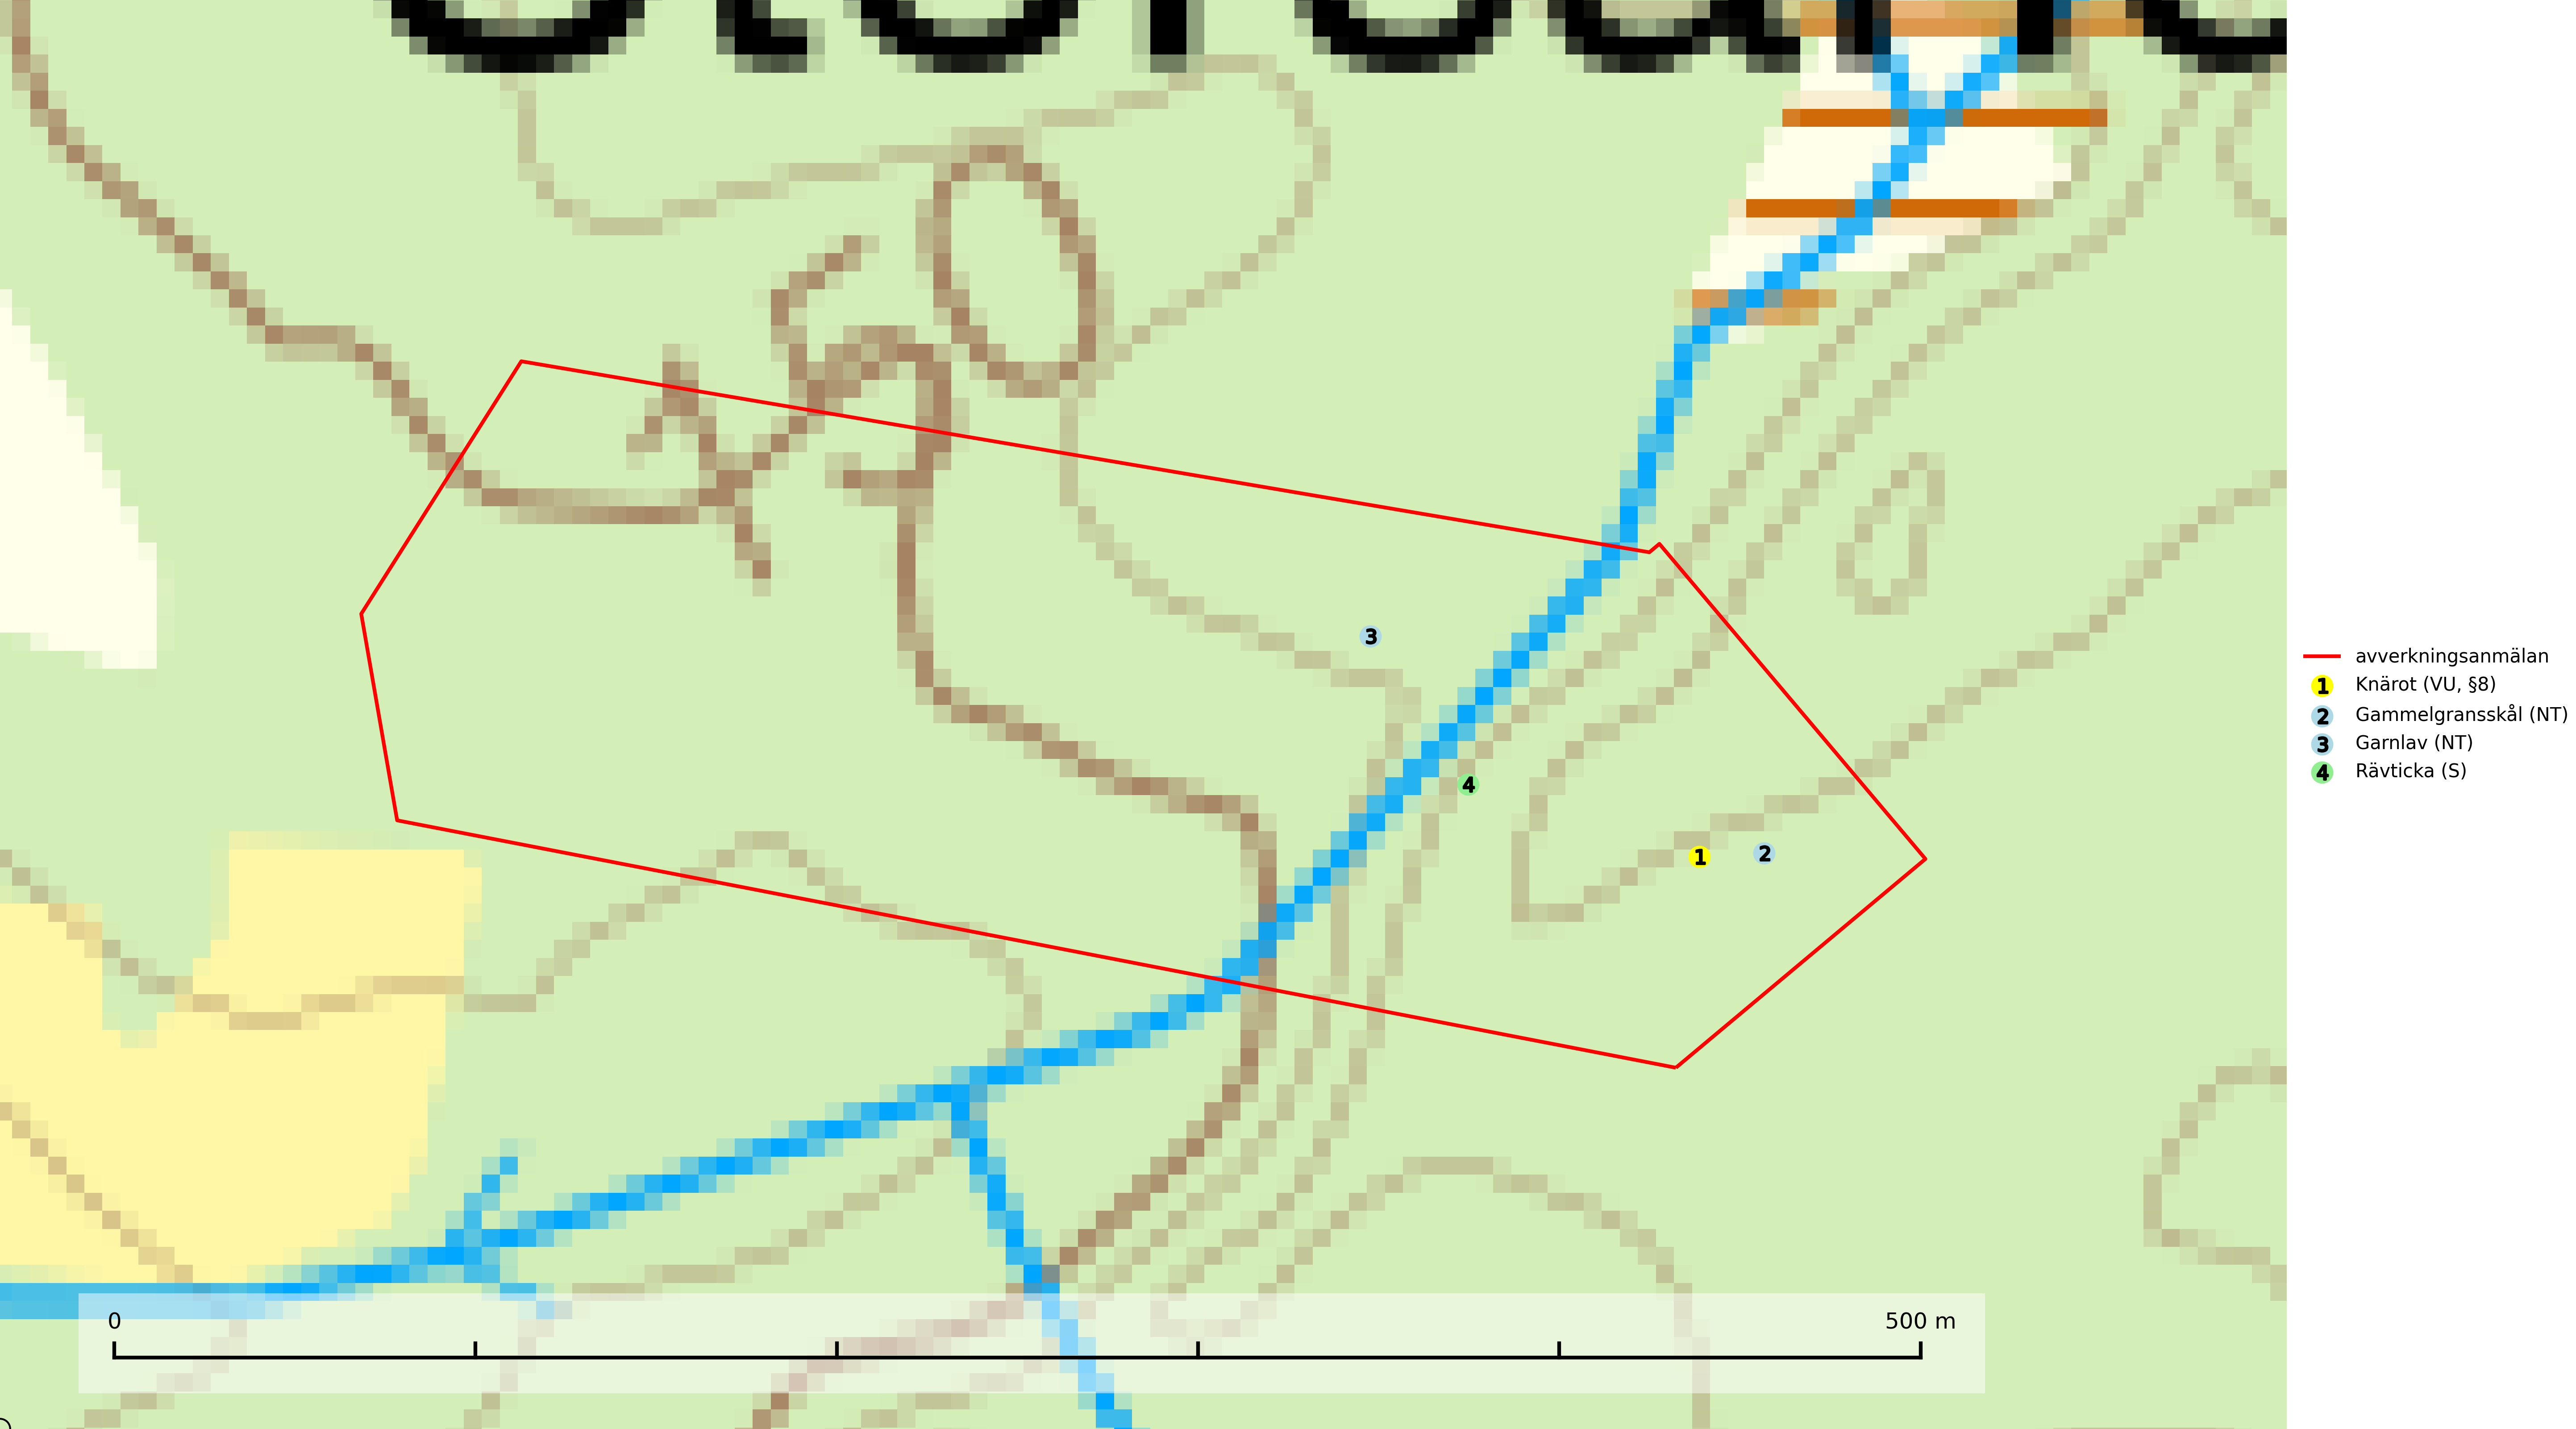 3
4
1
2
avverkningsanmälan
1 Knärot (VU, §8)
2 Gammelgransskål (NT)
3 Garnlav (NT)
4 Rävticka (S)
0 500 m